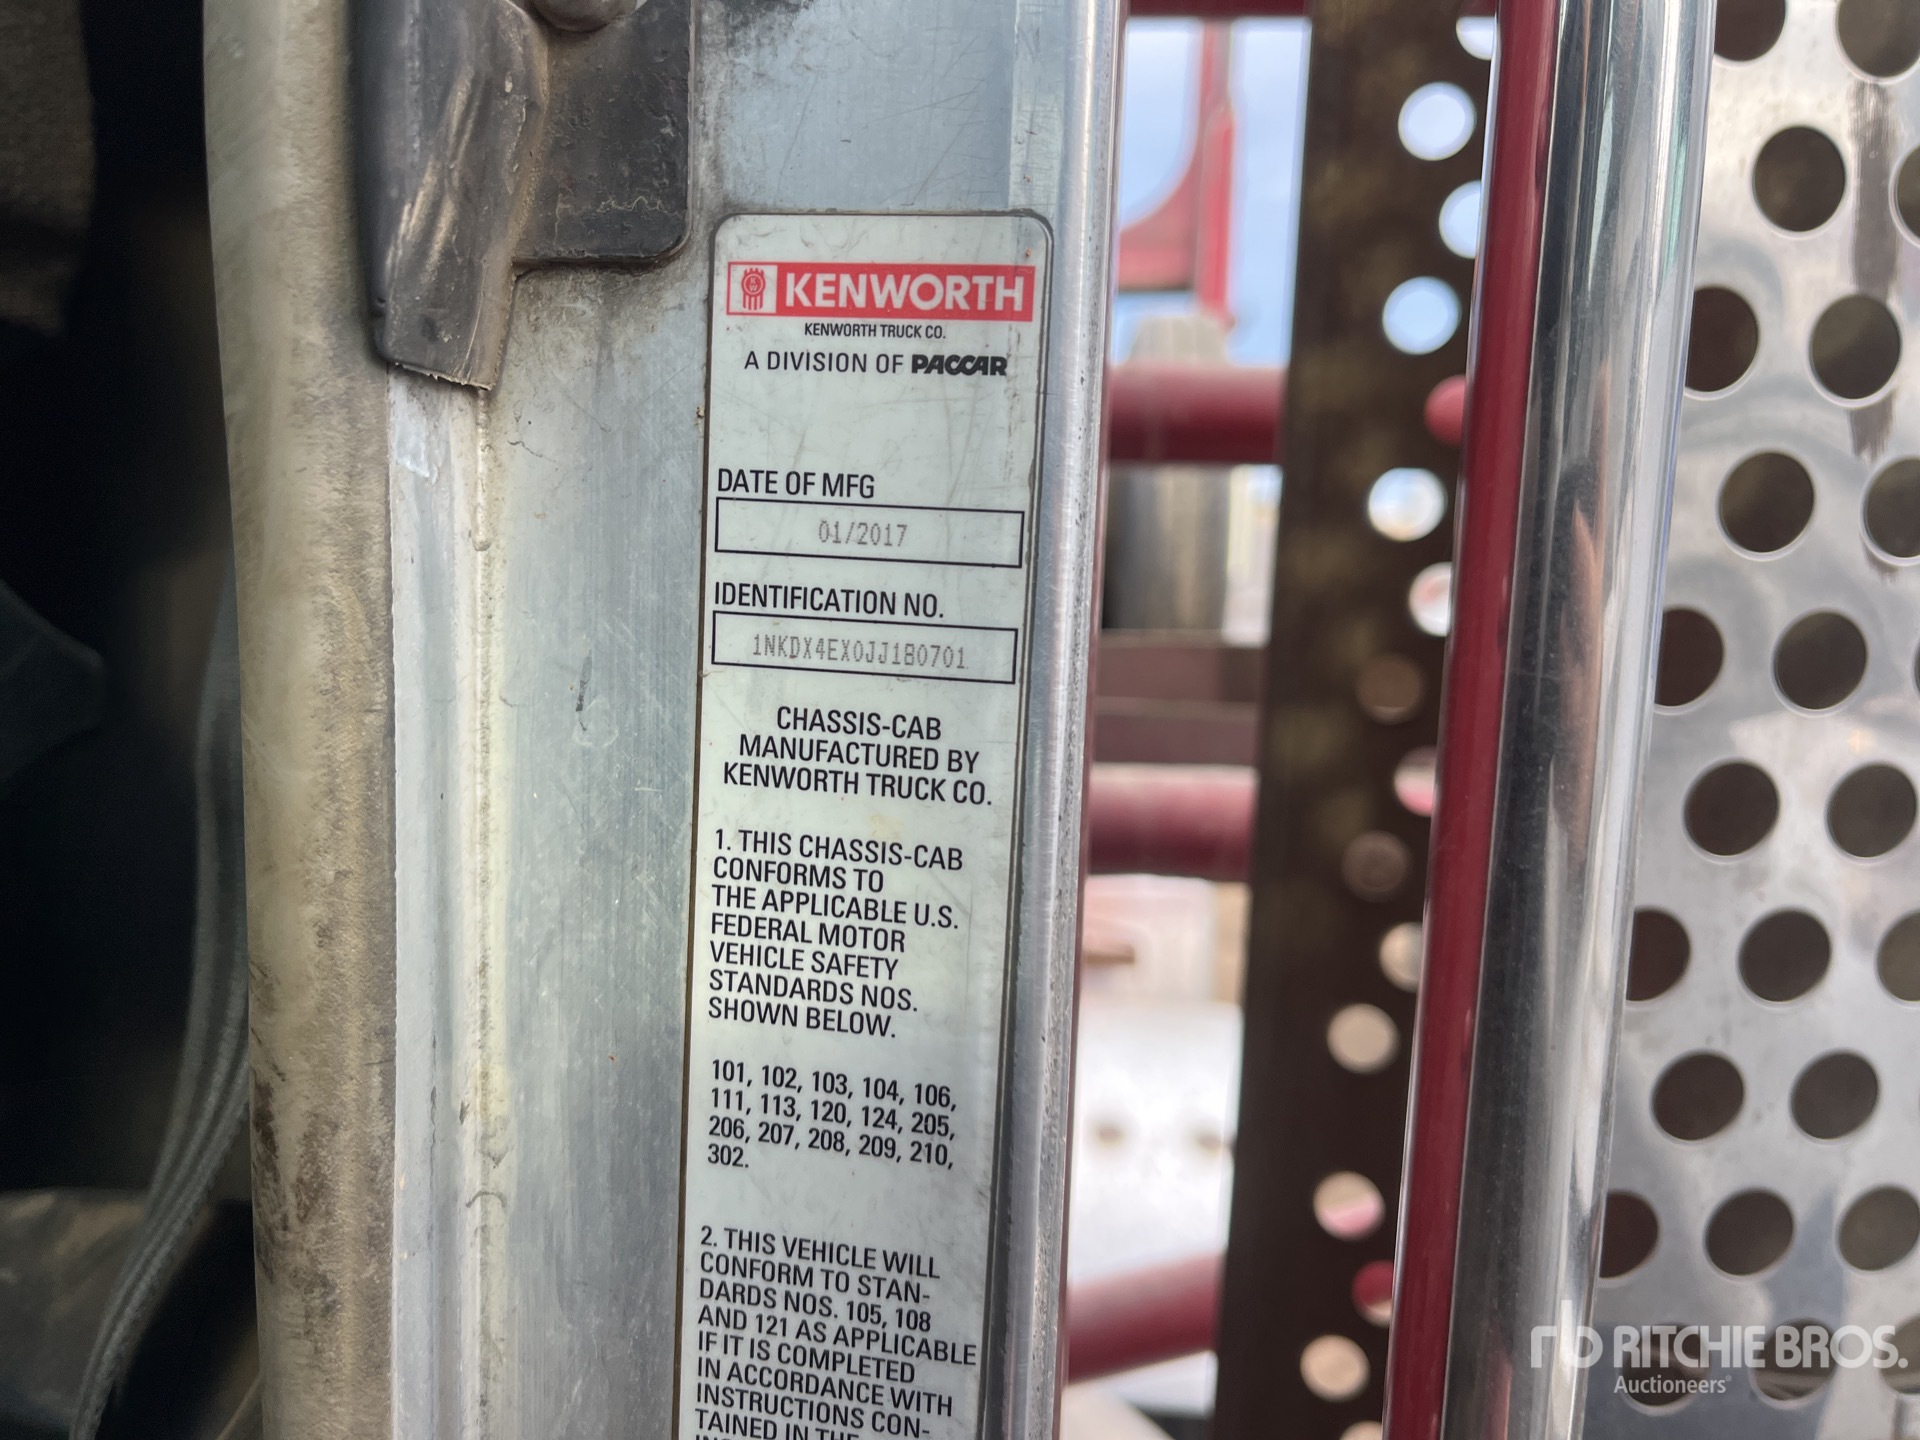 KW
KENWORTH
KENWORTH TRUCK CO.
A DIVISION OF PACCAR
DATE OF MFG
01/2017
IDENTIFICATION NO.
1NKDX4EX0JJ180701
CHASSIS-CAB
MANUFACTURED BY
KENWORTH TRUCK CO.
1. THIS CHASSIS-CAB
CONFORMS TO
THE APPLICABLE U.S.
FEDERAL MOTOR
VEHICLE SAFETY
STANDARDS NOS.
SHOWN BELOW.
101, 102, 103, 104, 106,
111, 113, 120, 124, 205,
206, 207, 208, 209, 210,
302.
2. THIS VEHICLE WILL
CONFORM TO STAN-
DARDS NOS. 105, 108
AND 121 AS APPLICABLE
IF IT IS COMPLETED
IN ACCORDANCE WITH
INSTRUCTIONS CON-
TAINED IN THE
rb RITCHIE BROS.
Auctioneers